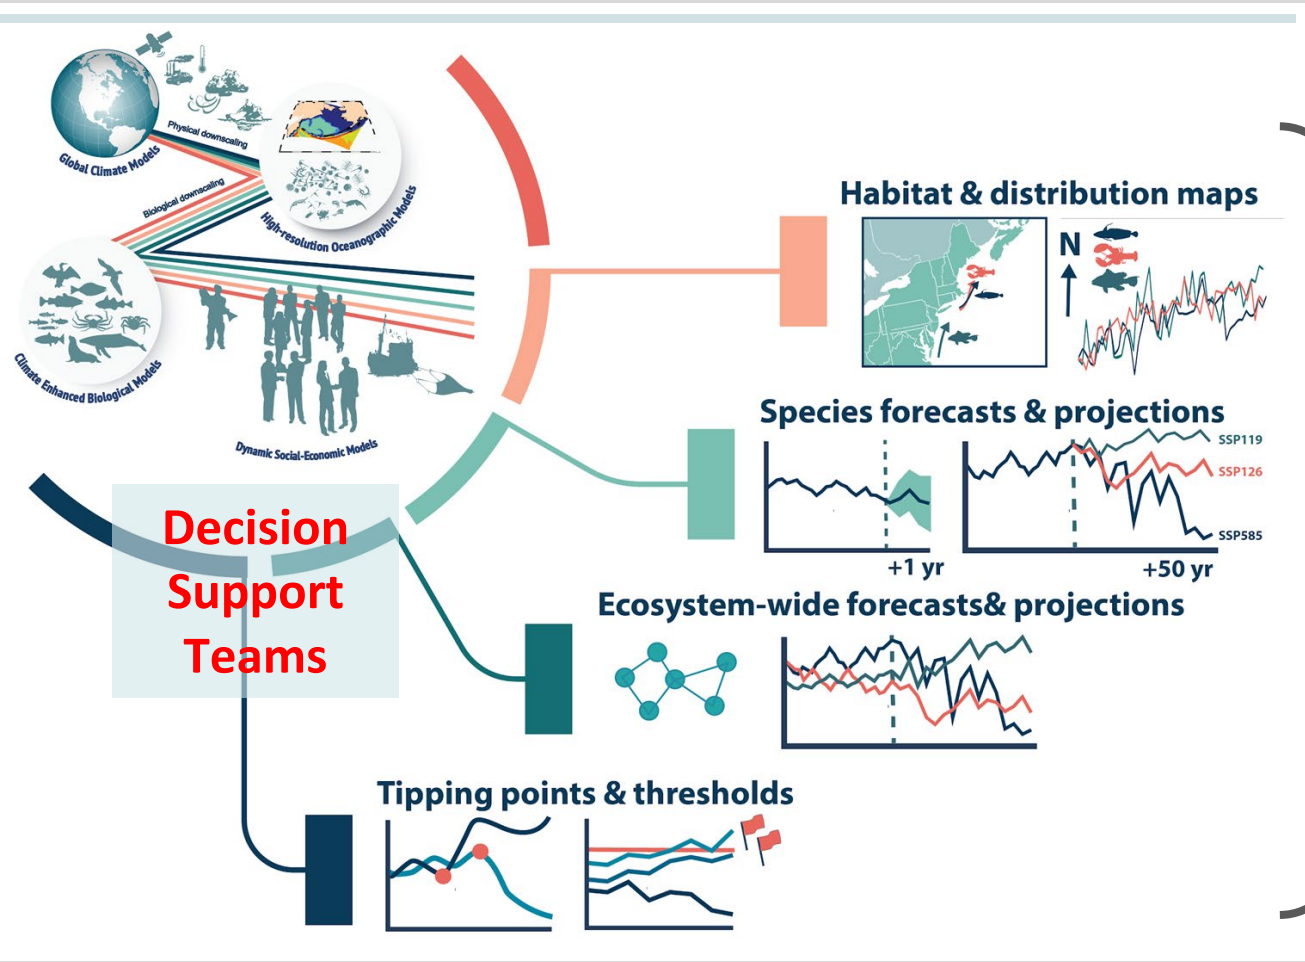 Physical downscaling
Global Climate Models
Biological downscaling
High-resolution Oceanographic Models
Climate Enhanced Biological Models
Dynamic Social-Economic Models
Decision
Support
Teams
Habitat & distribution maps
N
Species forecasts & projections
SSP119
SSP126
SSP585
+1 yr
+50 yr
Ecosystem-wide forecasts& projections
Tipping points & thresholds